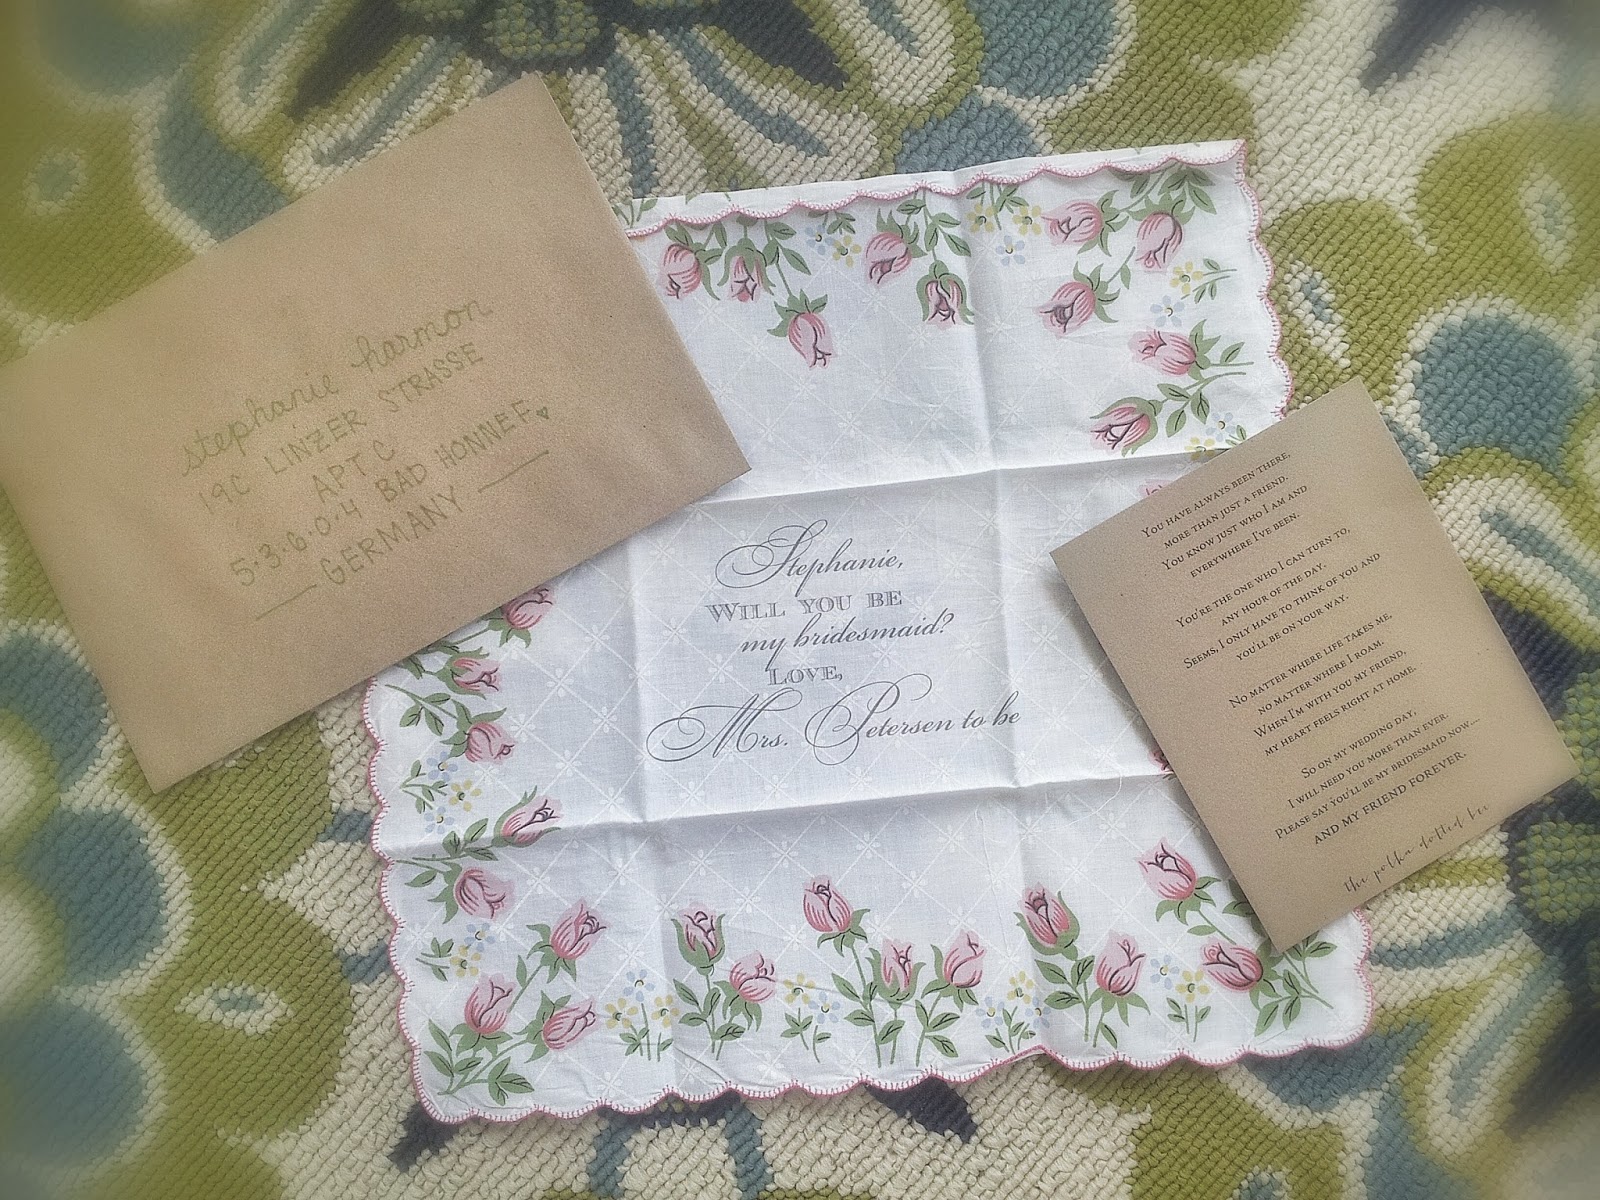 stephanie harmon
19C LINZER STRASSE
APT C
5.3.6.0.4 BAD HONNEF
GERMANY
Stephanie,
WILL YOU BE
my bridesmaid?
LOVE,
Mrs. Petersen to be
YOU HAVE ALWAYS BEEN THERE,
MORE THAN JUST A FRIEND.
YOU KNOW JUST WHO I AM AND
EVERYWHERE I'VE BEEN.
YOU'RE THE ONE WHO I CAN TURN TO,
ANY HOUR OF THE DAY.
SEEMS, I ONLY HAVE TO THINK OF YOU AND
YOU'LL BE ON YOUR WAY.
NO MATTER WHERE LIFE TAKES ME,
NO MATTER WHERE I ROAM.
WHEN I'M WITH YOU MY FRIEND,
MY HEART FEELS RIGHT AT HOME.
SO ON MY WEDDING DAY,
I WILL NEED YOU MORE THAN EVER.
PLEASE SAY YOU'LL BE MY BRIDESMAID NOW....
AND MY FRIEND FOREVER.
the polka dotted bee